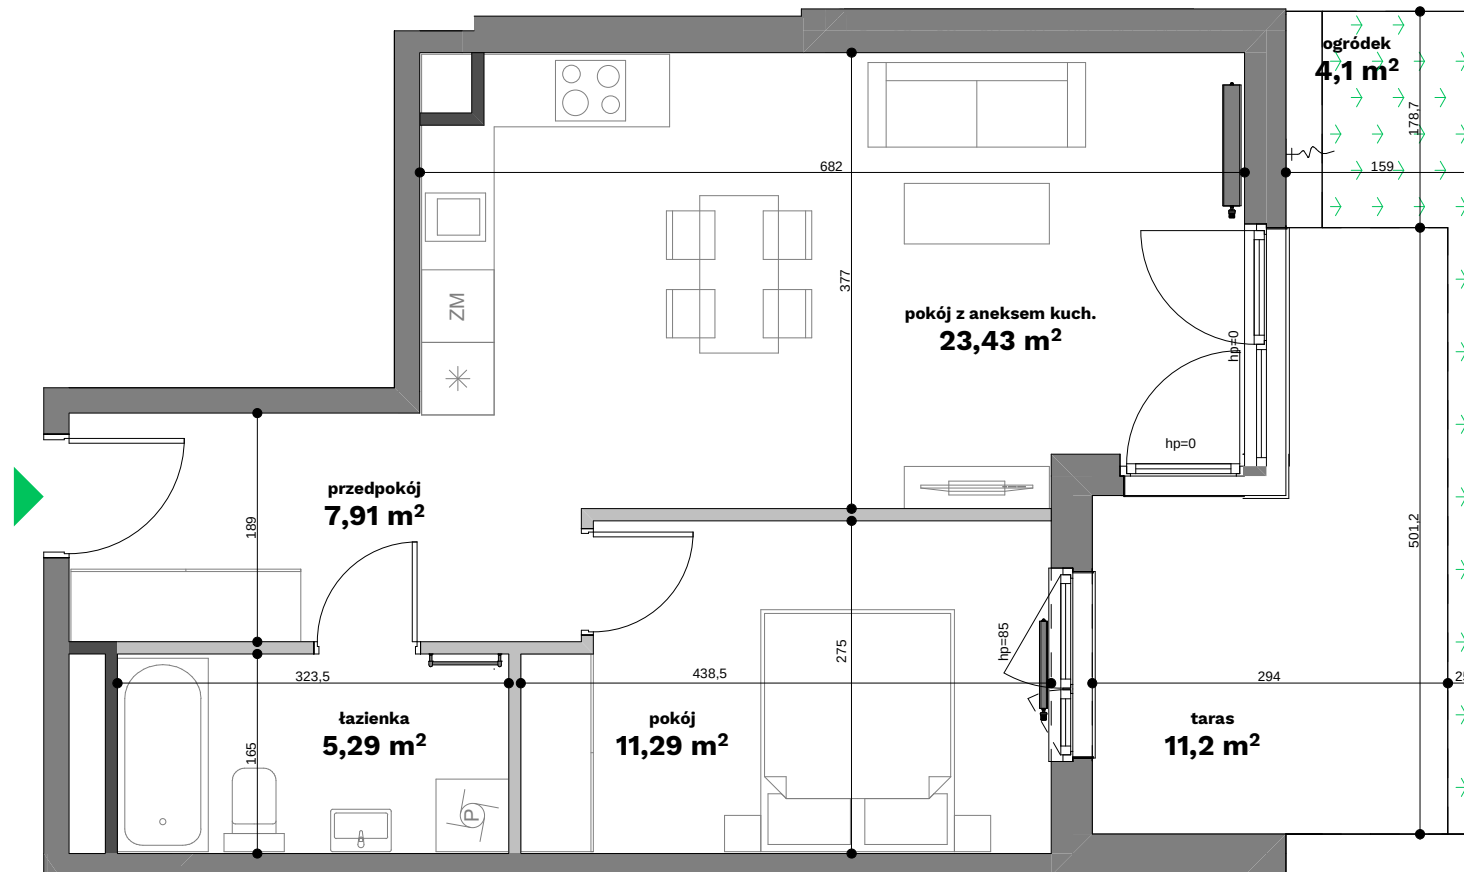 ogródek
4,1 m²
178,7
682
159
377
ZM
pokój z aneksem kuch.
23,43 m²
hp=0
hp=0
przedpokój
7,91 m²
189
501,2
275
hp=85
323,5
438,5
294
łazienka
5,29 m²
pokój
11,29 m²
taras
11,2 m²
165
P